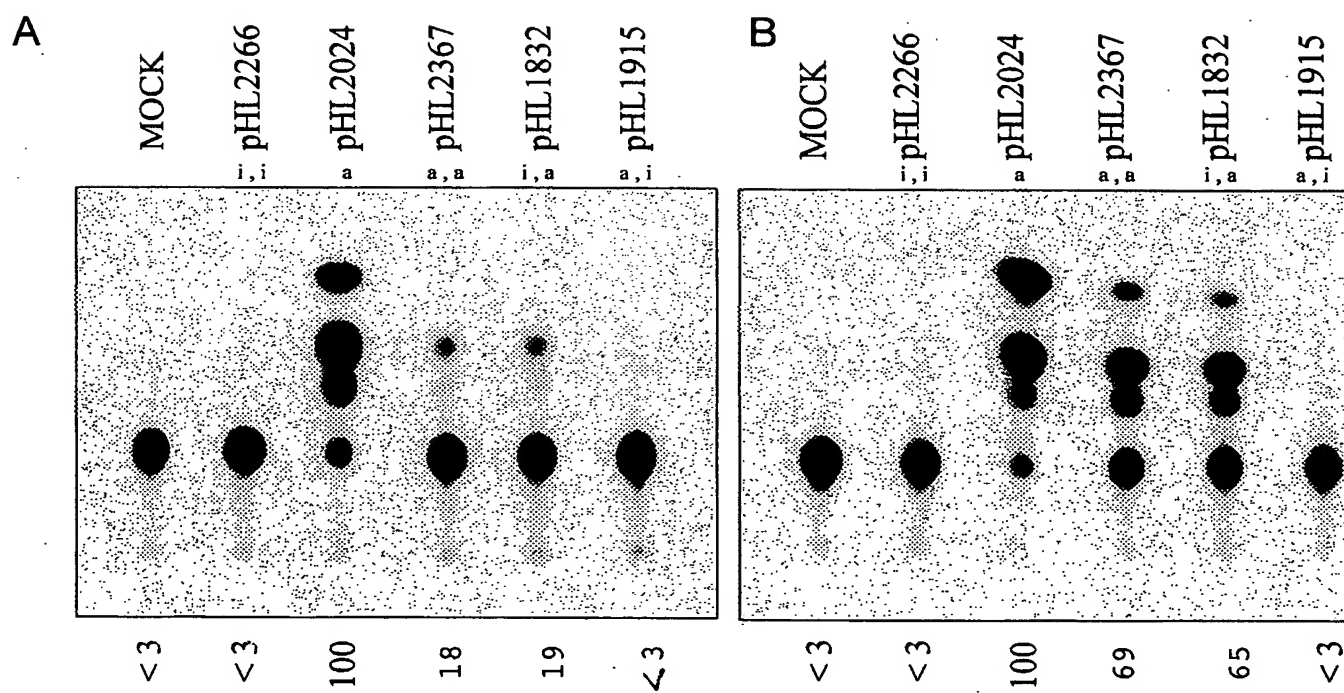 A
MOCK
i,i pHL2266
a pHL2024
a,a pHL2367
i,a pHL1832
a,i pHL1915
<3
<3
100
18
19
<3
B
MOCK
i,i pHL2266
a pHL2024
a,a pHL2367
i,a pHL1832
a,i pHL1915
<3
<3
100
69
65
<3